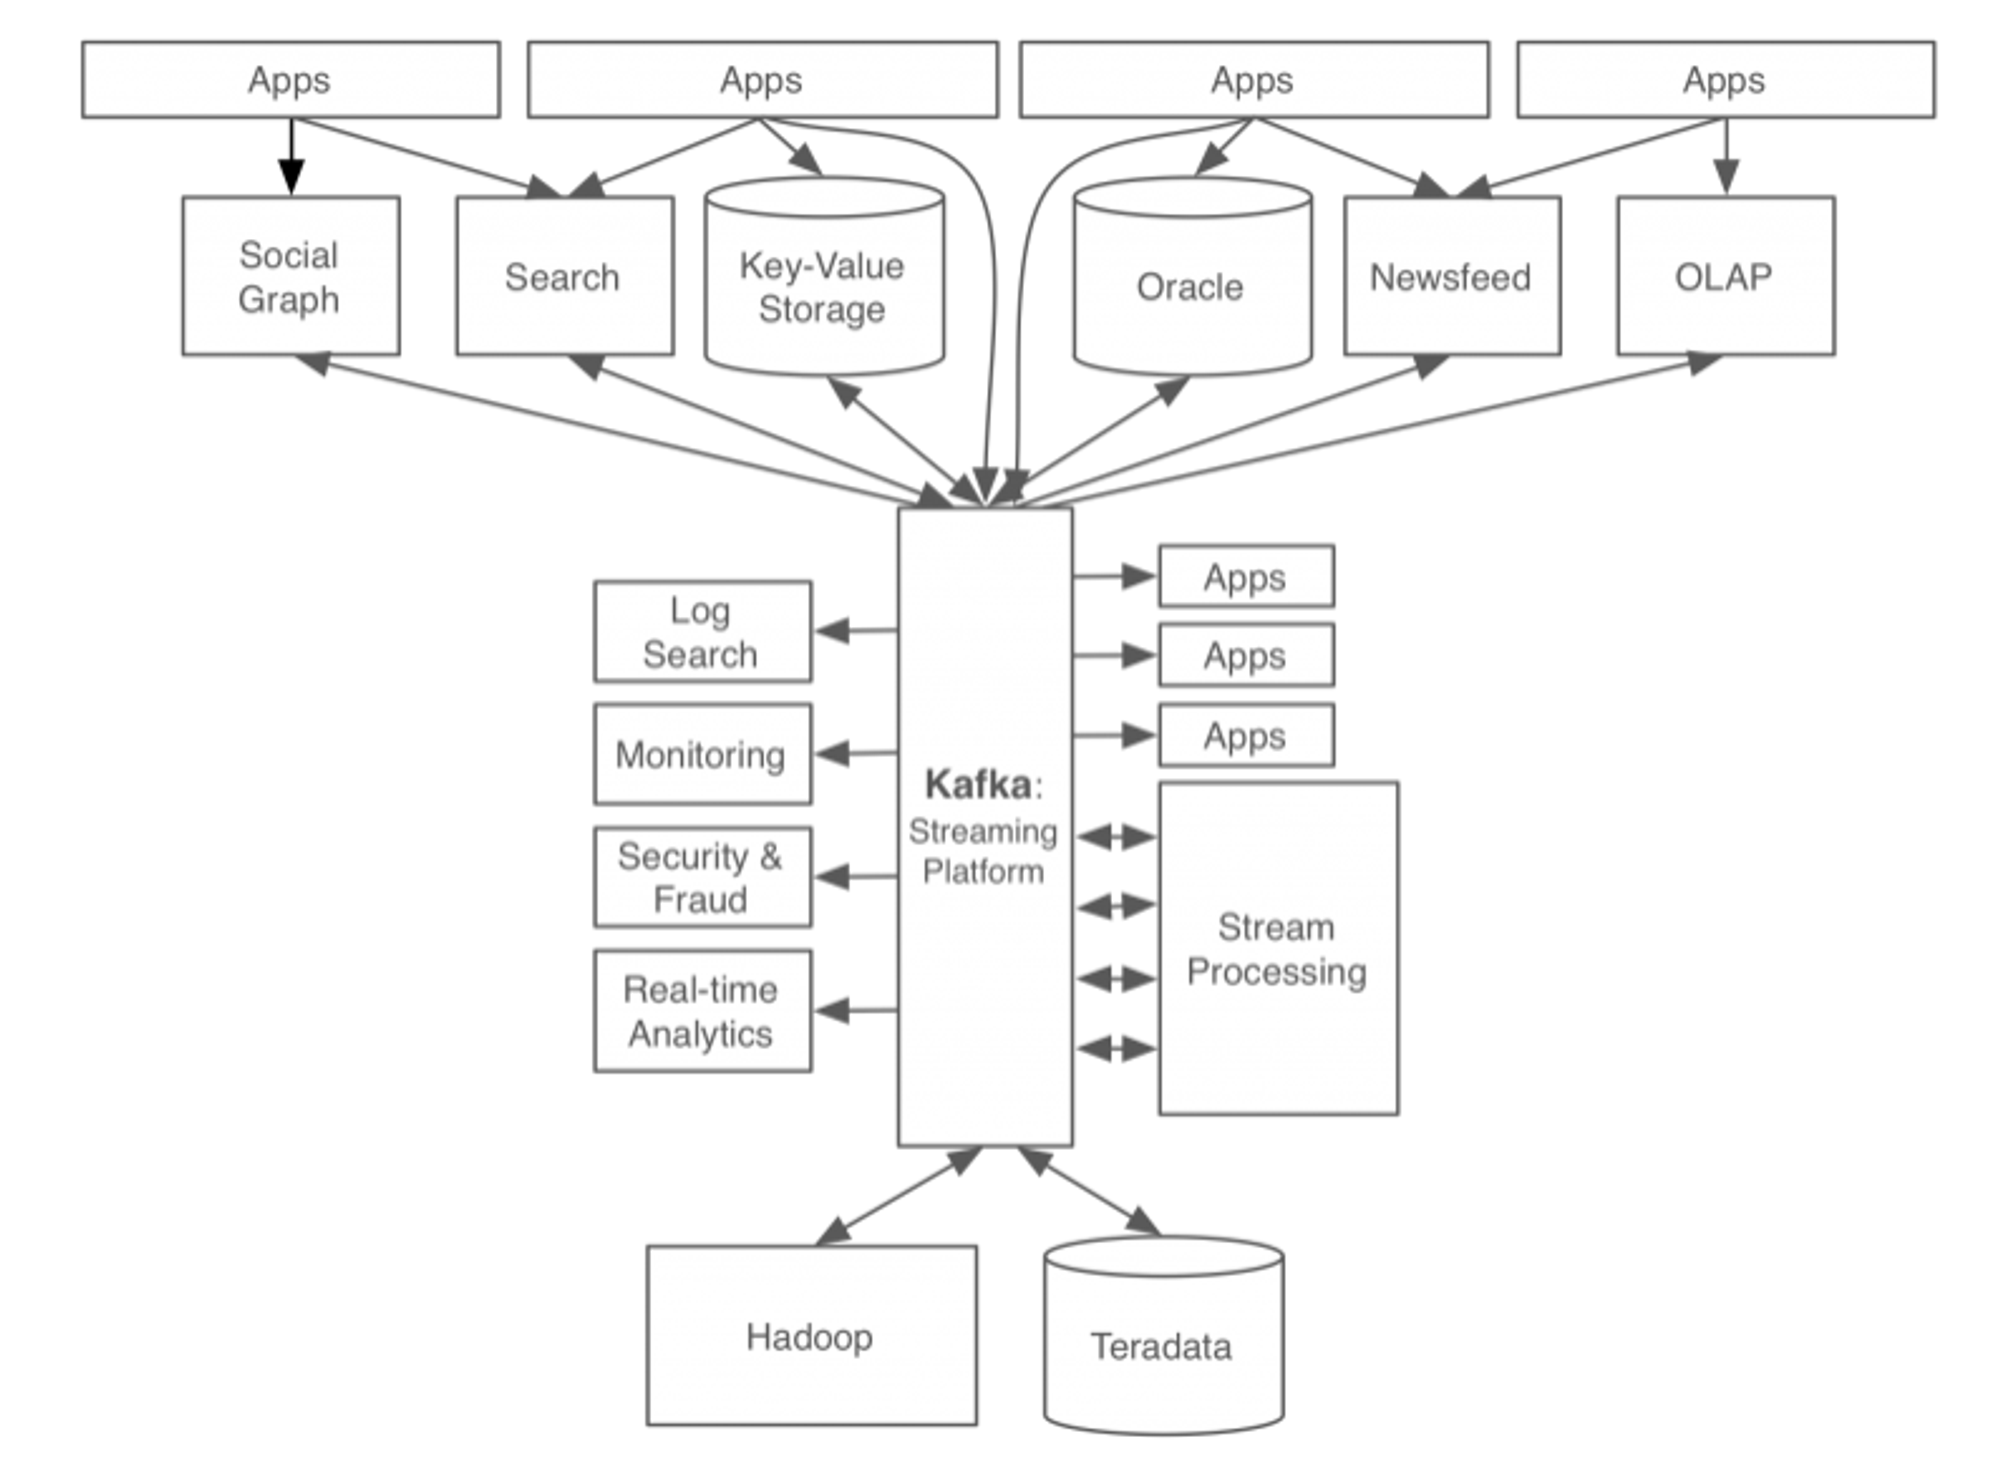 Apps
Apps
Apps
Apps
Social
Graph
Search
Key-Value
Storage
Oracle
Newsfeed
OLAP
Log
Search
Monitoring
Security &
Fraud
Real-time
Analytics
Kafka:
Streaming
Platform
Apps
Apps
Apps
Stream
Processing
Hadoop
Teradata